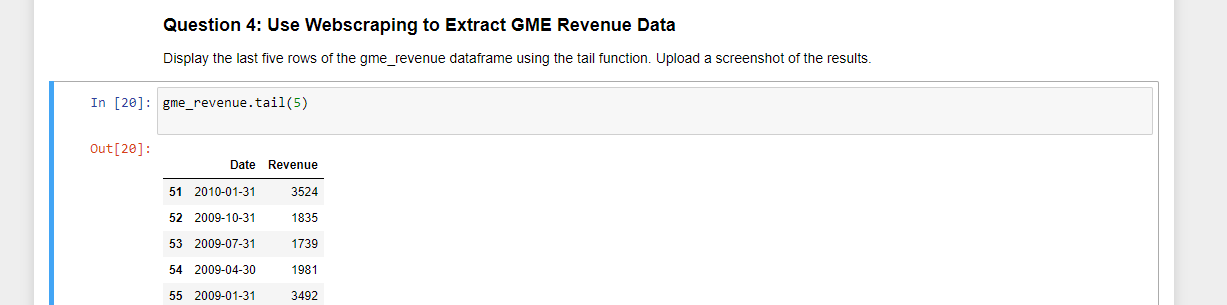 Question 4: Use Webscraping to Extract GME Revenue Data
Display the last five rows of the gme_revenue dataframe using the tail function. Upload a screenshot of the results.
In [20]: gme_revenue.tail(5)
Out[20]:
Date Revenue
51 2010-01-31 3524
52 2009-10-31 1835
53 2009-07-31 1739
54 2009-04-30 1981
55 2009-01-31 3492